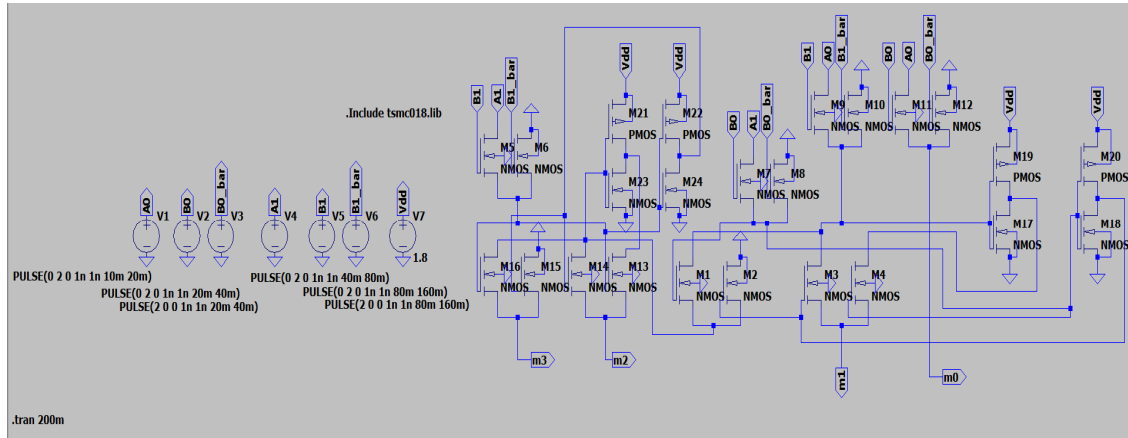 B1
A1
B1_bar
Vdd
Vdd
B0
A1
B0_bar
B1
A0
B1_bar
B0
A0
B0_bar
Vdd
Vdd
.Include tsmc018.lib
M5
NMOS
M6
NMOS
M21
PMOS
M22
PMOS
M23
NMOS
M24
NMOS
M7
NMOS
M8
NMOS
M9
NMOS
M10
NMOS
M11
NMOS
M12
NMOS
M19
PMOS
M20
PMOS
M17
NMOS
M18
NMOS
A0
B0
B0_bar
A1
B1
B1_bar
Vdd
V1
V2
V3
V4
V5
V6
V7
1.8
PULSE(0 2 0 1n 1n 10m 20m)
PULSE(0 2 0 1n 1n 20m 40m)
PULSE(2 0 0 1n 1n 20m 40m)
PULSE(0 2 0 1n 1n 40m 80m)
PULSE(0 2 0 1n 1n 80m 160m)
PULSE(2 0 0 1n 1n 80m 160m)
M16
NMOS
M15
NMOS
M14
NMOS
M13
NMOS
M1
NMOS
M2
NMOS
M3
NMOS
M4
NMOS
m3
m2
m1
m0
.tran 200m